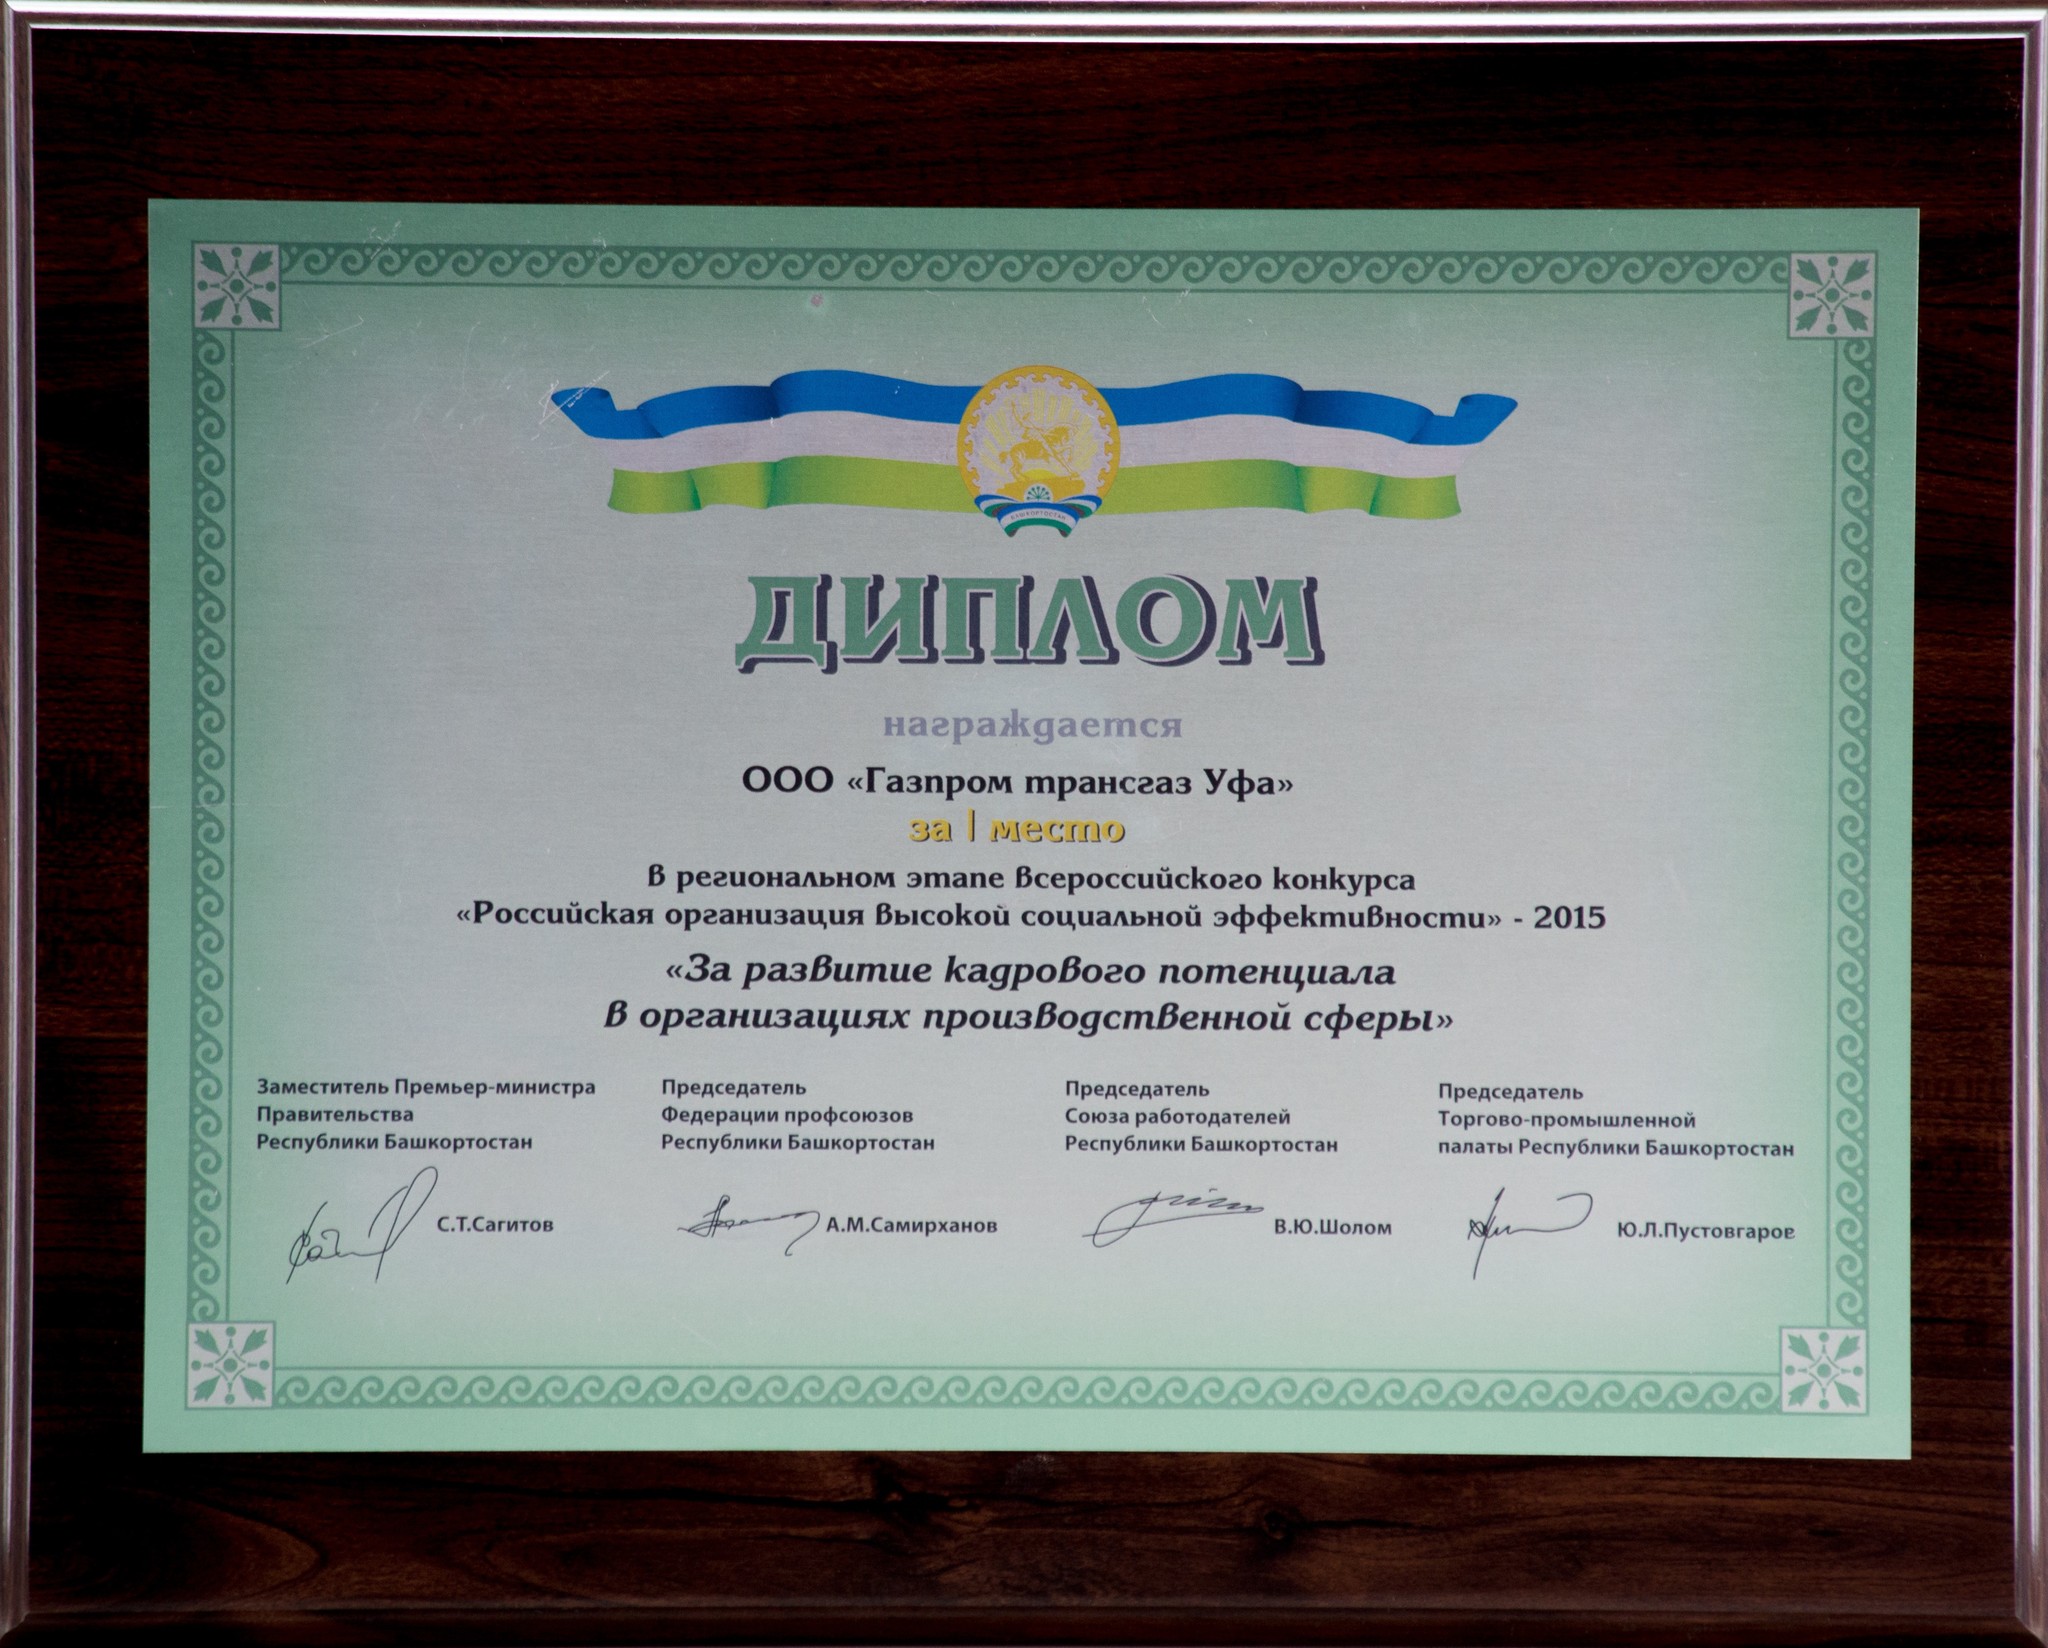 БАШКОРТОСТАН
ДИПЛОМ
награждается
ООО «Газпром трансгаз Уфа»
за I место
в региональном этапе Всероссийского конкурса
«Российская организация высокой социальной эффективности» - 2015
«За развитие кадрового потенциала
в организациях производственной сферы»
Заместитель Премьер-министра
Правительства
Республики Башкортостан
С.Т.Сагитов
Председатель
Федерации профсоюзов
Республики Башкортостан
А.М.Самирханов
Председатель
Союза работодателей
Республики Башкортостан
В.Ю.Шолом
Председатель
Торгово-промышленной
палаты Республики Башкортостан
Ю.Л.Пустовгаров